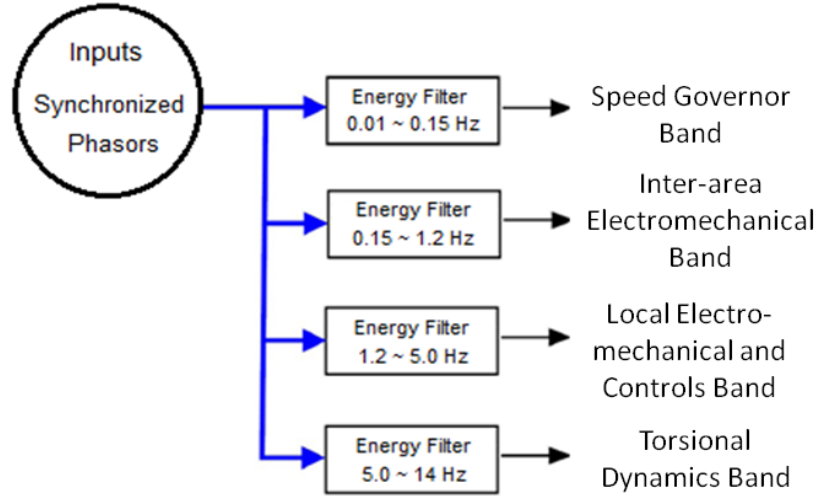 Inputs
Synchronized
Phasors
Energy Filter
0.01 ~ 0.15 Hz
Speed Governor
Band
Energy Filter
0.15 ~ 1.2 Hz
Inter-area
Electromechanical
Band
Energy Filter
1.2 ~ 5.0 Hz
Local Electro-
mechanical and
Controls Band
Energy Filter
5.0 ~ 14 Hz
Torsional
Dynamics Band